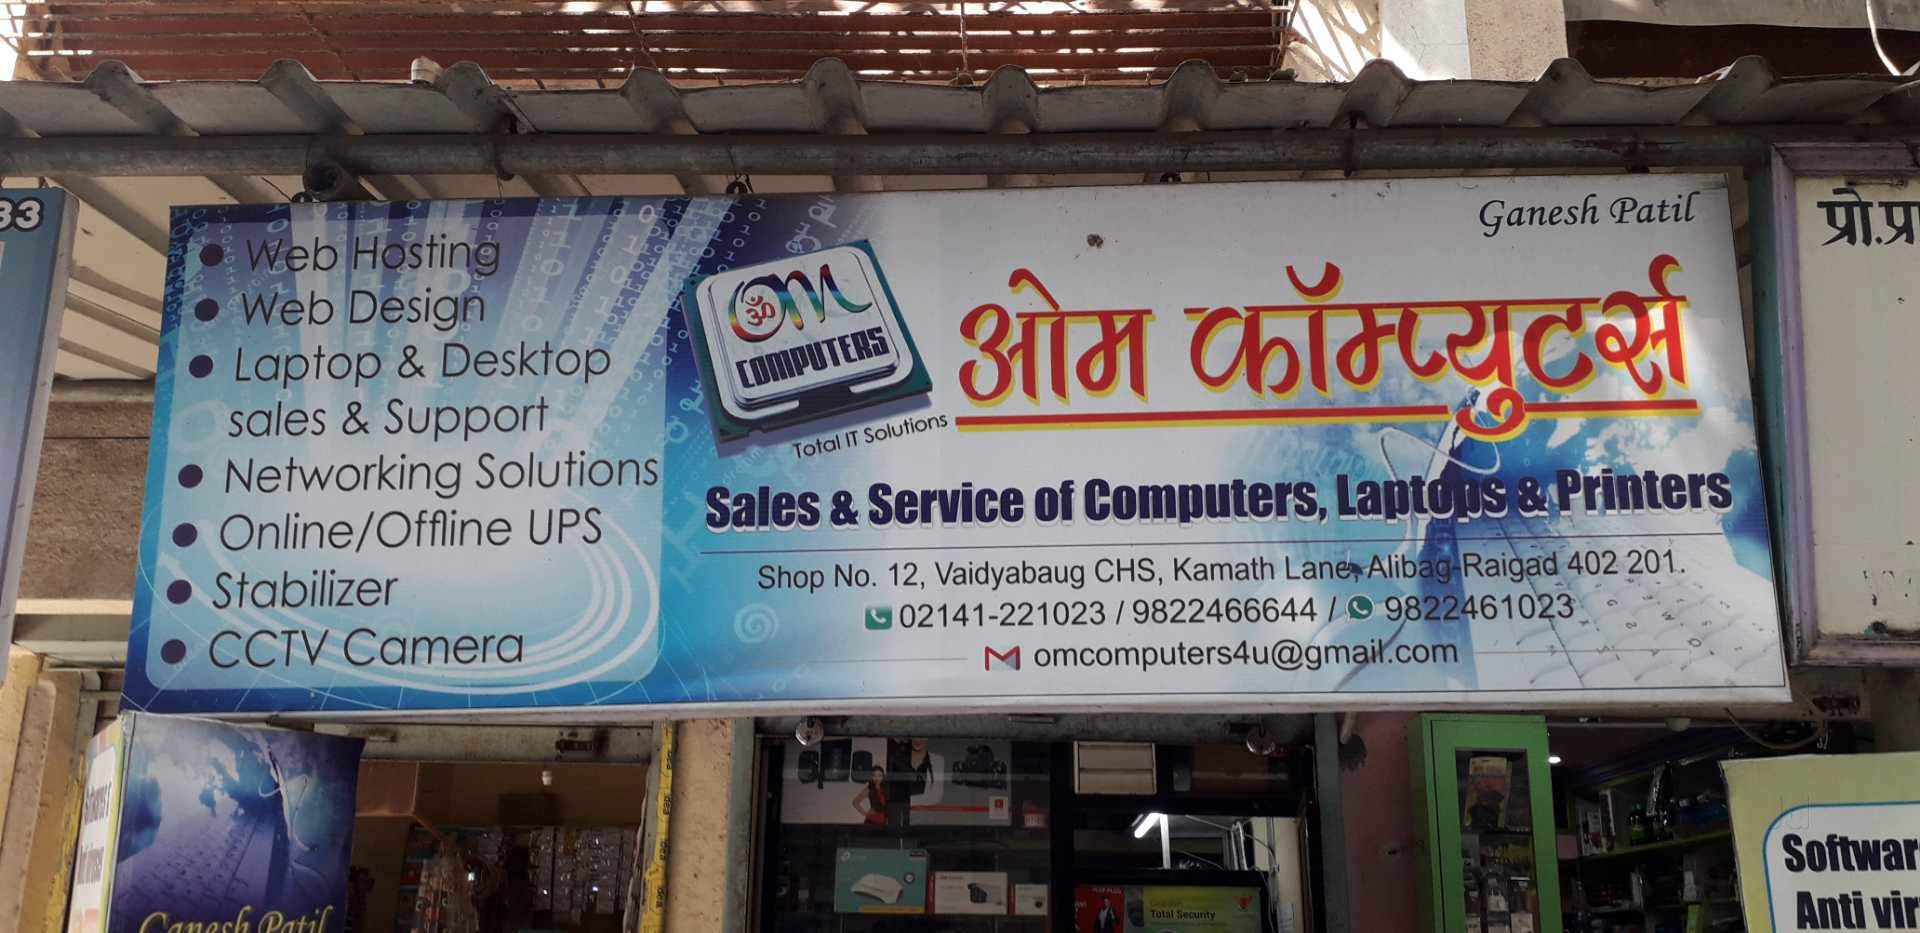 33
Ganesh Patil
Web Hosting
Web Design
Laptop & Desktop
sales & Support
Networking Solutions
Online/Offline UPS
Stabilizer
CCTV Camera
ॐ
OM
COMPUTERS
Total IT Solutions
ओम कॉम्प्युटर्स
Sales & Service of Computers, Laptops & Printers
Shop No. 12, Vaidyabaug CHS, Kamath Lane, Alibag-Raigad 402 201.
02141-221023 / 9822466644 / 9822461023
omcomputers4u@gmail.com
प्रो.प्र
Ganesh Patil
Total Security
Softwar
Anti vir